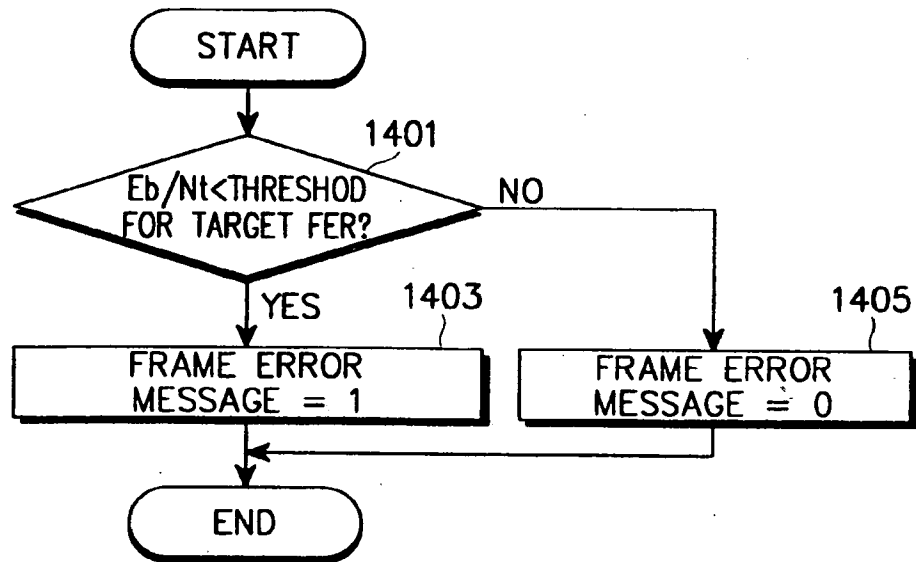 START
1401
Eb/Nt<THRESHOD
FOR TARGET FER?
NO
YES
1403
1405
FRAME ERROR
MESSAGE = 1
FRAME ERROR
MESSAGE = 0
END